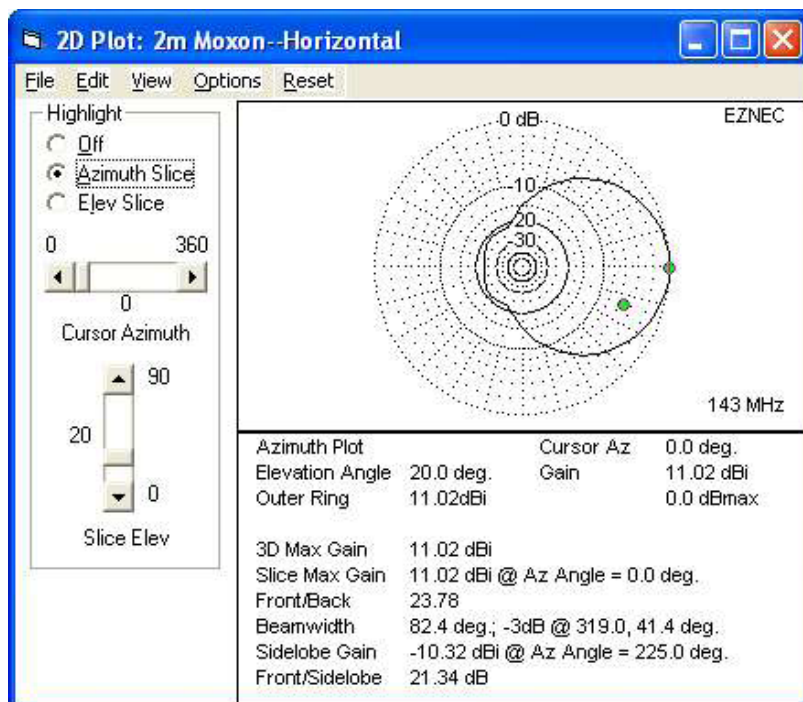 2D Plot: 2m Moxon--Horizontal
File Edit View Options Reset
Highlight
Off
Azimuth Slice
Elev Slice
0 360
0
Cursor Azimuth
90
20
0
Slice Elev
0 dB
EZNEC
-10
-20
-30
143 MHz
Azimuth Plot Cursor Az 0.0 deg.
Elevation Angle 20.0 deg. Gain 11.02 dBi
Outer Ring 11.02dBi 0.0 dBmax
3D Max Gain 11.02 dBi
Slice Max Gain 11.02 dBi @ Az Angle = 0.0 deg.
Front/Back 23.78
Beamwidth 82.4 deg.; -3dB @ 319.0, 41.4 deg.
Sidelobe Gain -10.32 dBi @ Az Angle = 225.0 deg.
Front/Sidelobe 21.34 dB